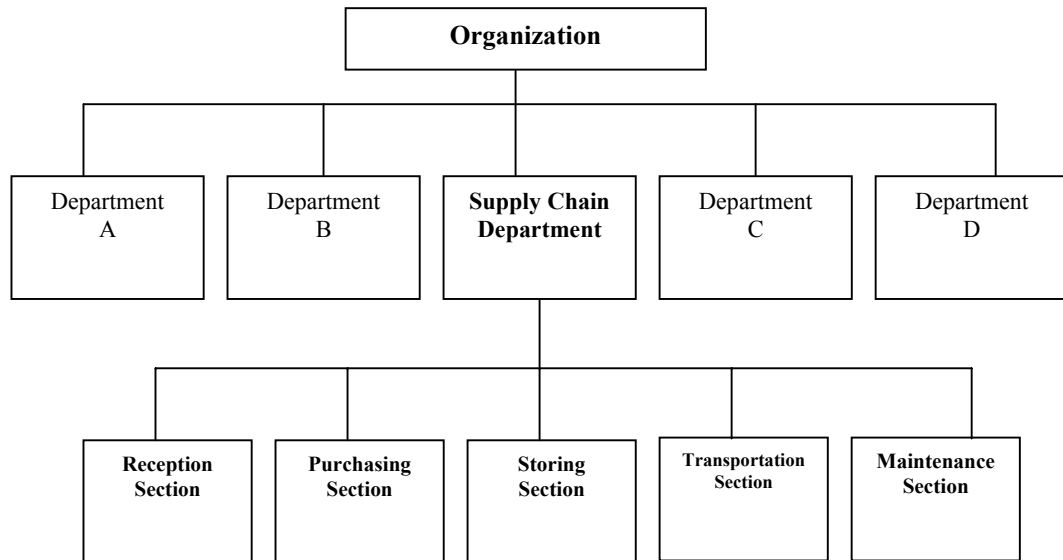 Organization
Department
A
Department
B
Supply Chain
Department
Department
C
Department
D
Reception
Section
Purchasing
Section
Storing
Section
Transportation
Section
Maintenance
Section